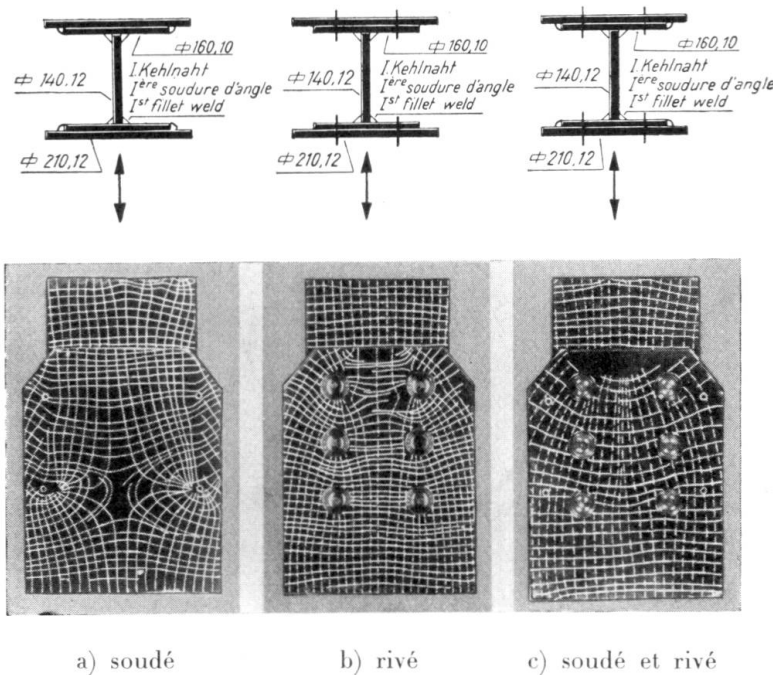 ⌭160,10
I.Kehlnaht
Ière soudure d'angle
Ist fillet weld
⌭ 140.12
⌭ 210,12
⌭160,10
I.Kehlnaht
Ière soudure d'angle
Ist fillet weld
⌭140,12
⌭210,12
⌭160,10
I.Kehlnaht
Ière soudure d'angle
Ist fillet weld
⌭140,12
⌭210,12
a) soudé
b) rivé
c) soudé et rivé